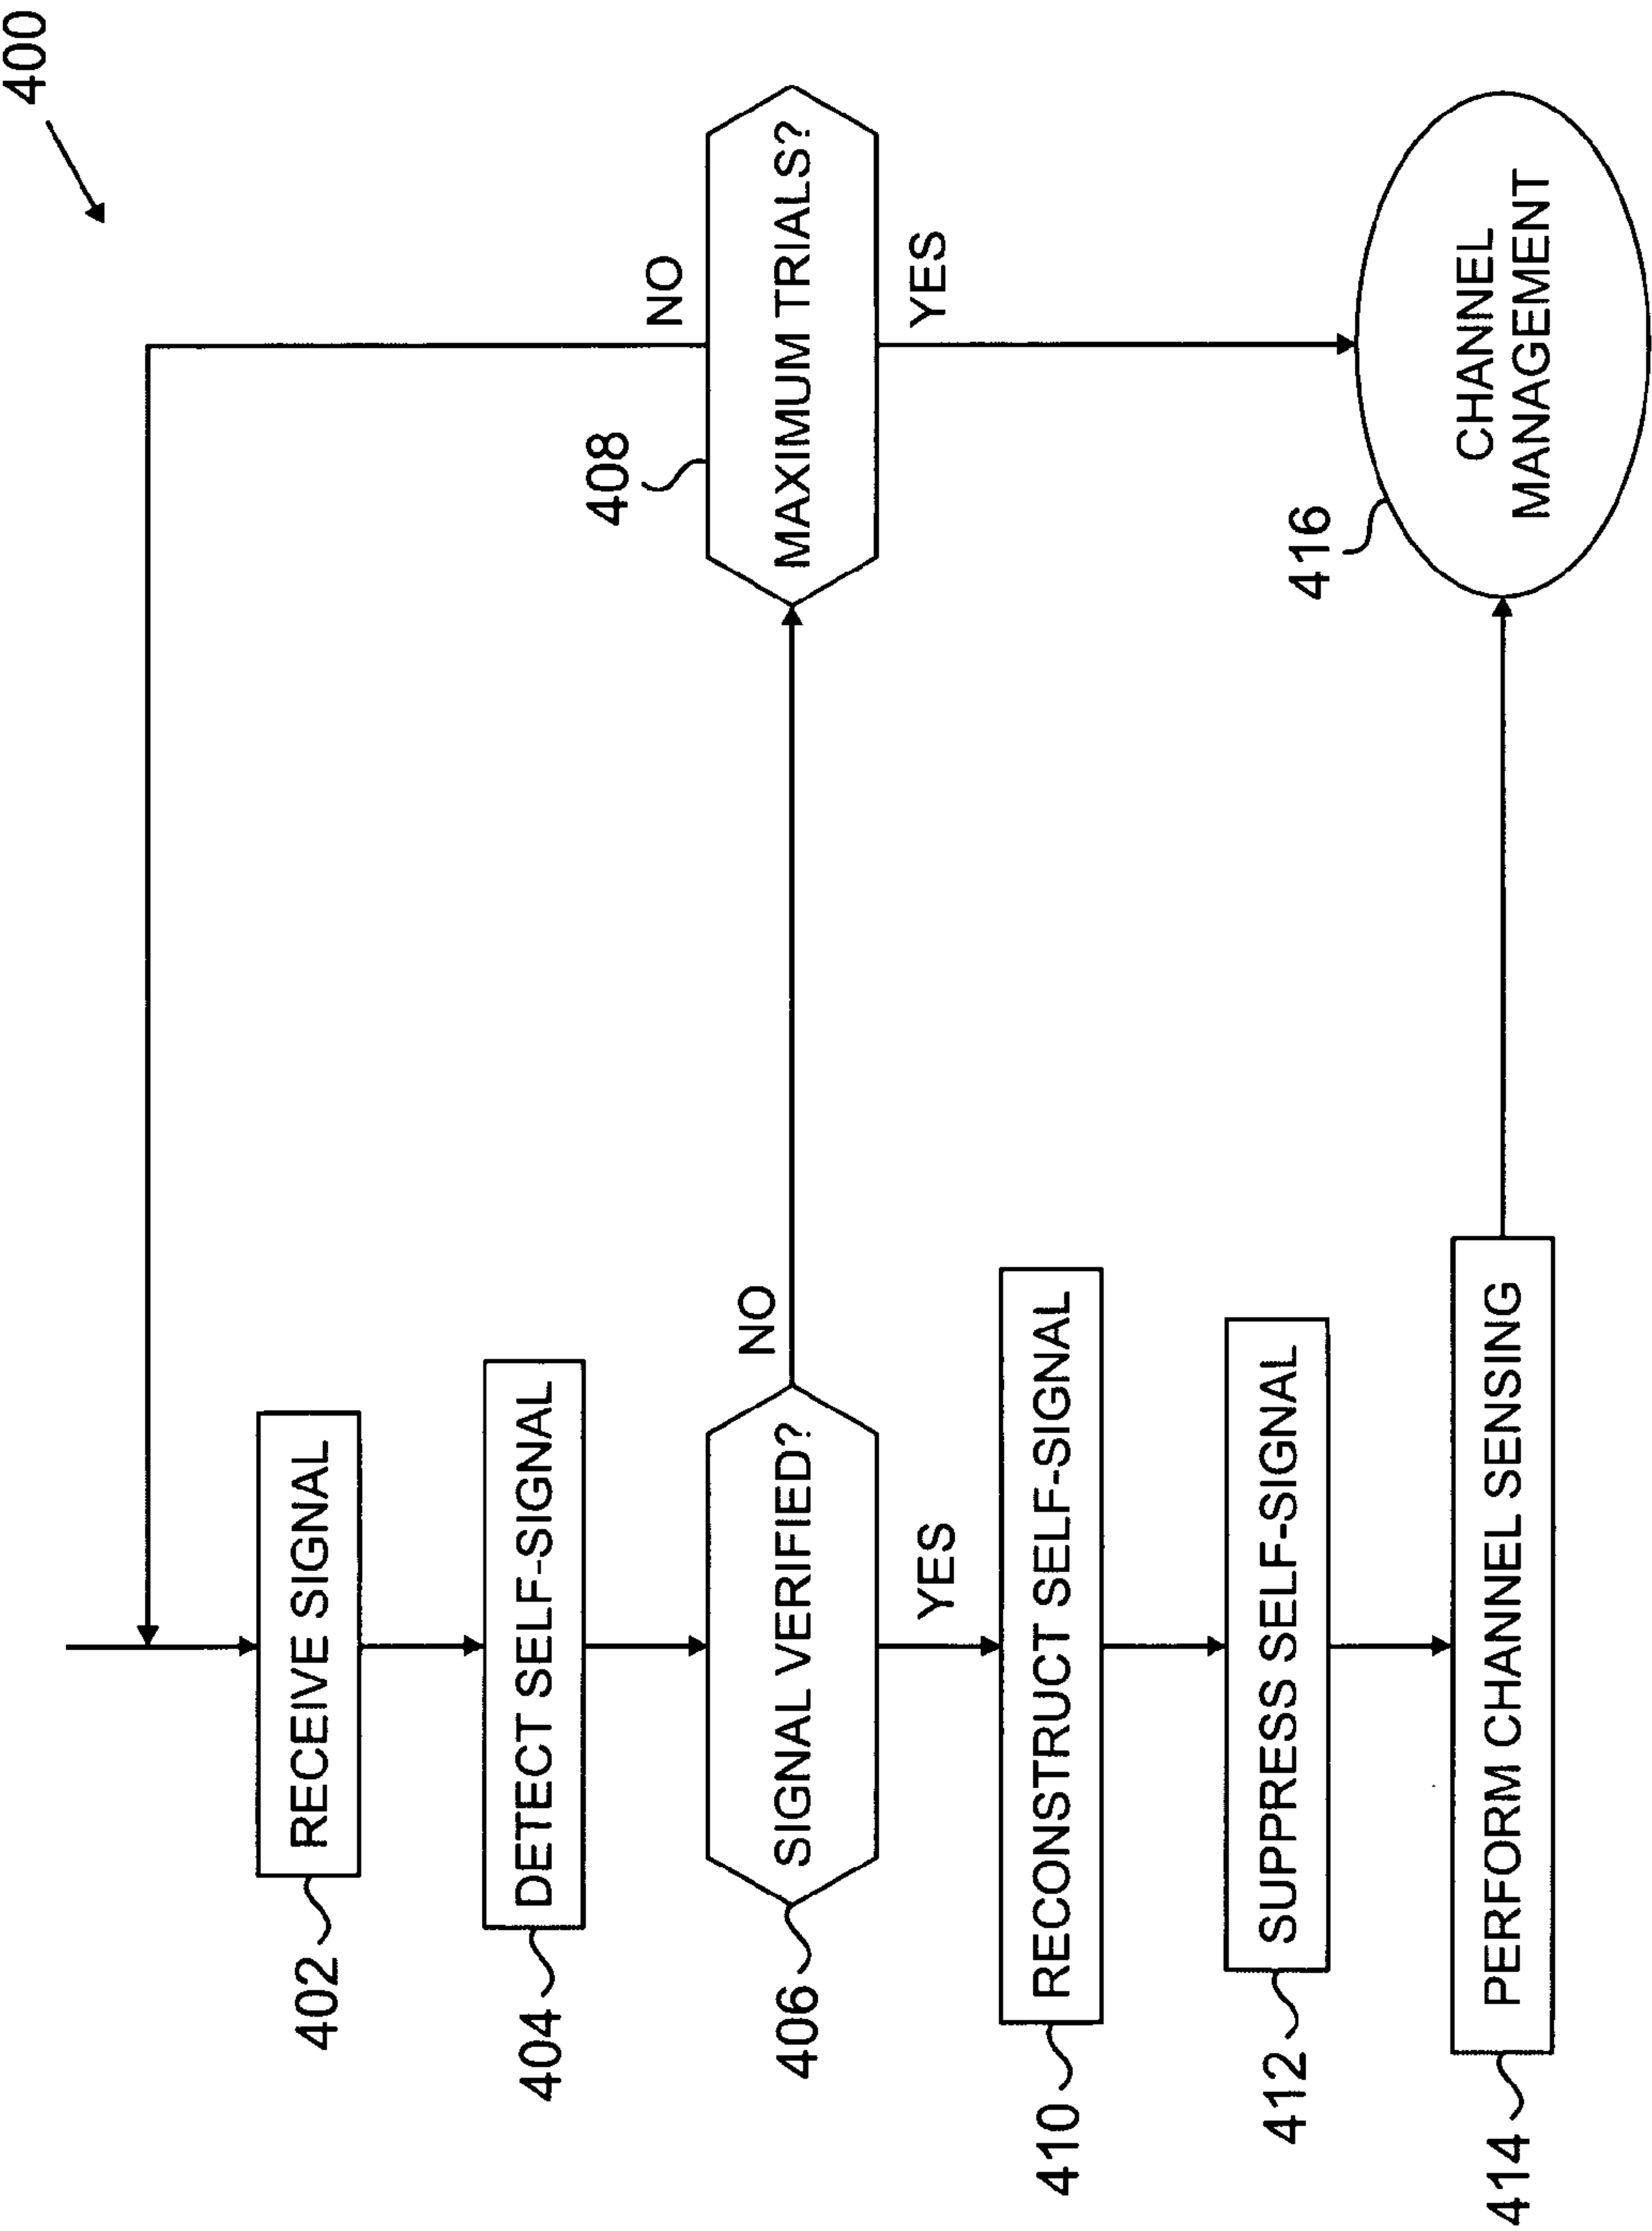 400
402
RECEIVE SIGNAL
404
DETECT SELF-SIGNAL
406
SIGNAL VERIFIED?
NO
YES
408
MAXIMUM TRIALS?
NO
YES
410
RECONSTRUCT SELF-SIGNAL
412
SUPPRESS SELF-SIGNAL
414
PERFORM CHANNEL SENSING
416
CHANNEL
MANAGEMENT